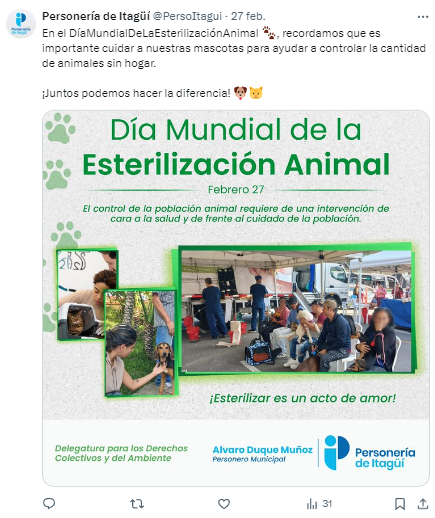 Personería de Itagüí @PersoItagui · 27 feb.
En el DíaMundialDeLaEsterilizaciónAnimal 🐾, recordamos que es
importante cuidar a nuestras mascotas para ayudar a controlar la cantidad
de animales sin hogar.
¡Juntos podemos hacer la diferencia! 🐶🐱
Día Mundial de la
Esterilización Animal
Febrero 27
El control de la población animal requiere de una intervención de
cara a la salud y de frente al cuidado de la población.
¡Esterilizar es un acto de amor!
Delegatura para los Derechos
Colectivos y del Ambiente
Alvaro Duque Muñoz
Personero Municipal
Personería
de Itagüí
31